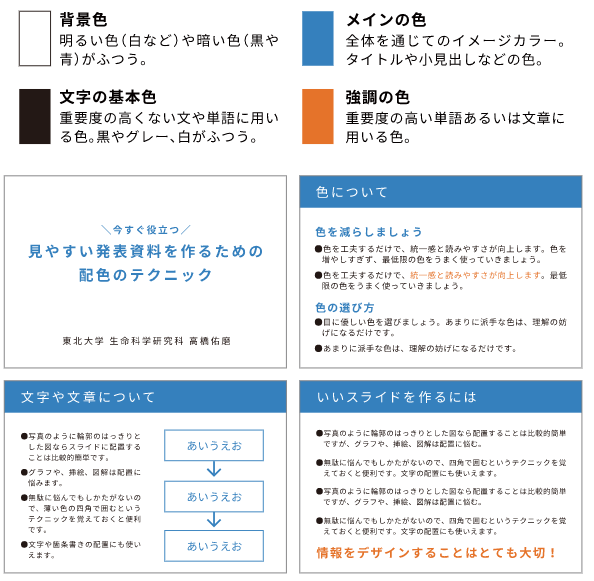 背景色
明るい色（白など）や暗い色（黒や
青）がふつう。
メインの色
全体を通じてのイメージカラー。
タイトルや小見出しなどの色。
文字の基本色
重要度の高くない文や単語に用い
る色。黒やグレー、白がふつう。
強調の色
重要度の高い単語あるいは文章に
用いる色。
＼今すぐ役立つ／
見やすい発表資料を作るための
配色のテクニック
東北大学 生命科学研究科 高橋佑磨
色について
色を減らしましょう
●色を工夫するだけで、統一感と読みやすさが向上します。色を
増やしすぎず、最低限の色をうまく使っていきましょう。
●色を工夫するだけで、統一感と読みやすさが向上します。最低
限の色をうまく使っていきましょう。
色の選び方
●目に優しい色を選びましょう。あまりに派手な色は、理解の妨
げになるだけです。
●あまりに派手な色は、理解の妨げになるだけです。
文字や文章について
●写真のように輪郭のはっきりと
した図ならスライドに配置する
ことは比較的簡単です。
●グラフや、挿絵、図解は配置に
悩みます。
●無駄に悩んでもしかたがないの
で、薄い色の四角で囲むという
テクニックを覚えておくと便利
です。
●文字や箇条書きの配置にも使い
えます。
あいうえお
あいうえお
あいうえお
いいスライドを作るには
●写真のように輪郭のはっきりとした図なら配置することは比較的簡単
ですが、グラフや、挿絵、図解は配置に悩む。
●無駄に悩んでもしかたがないので、四角で囲むというテクニックを覚
えておくと便利です。文字の配置にも使いえます。
●写真のように輪郭のはっきりとした図なら配置することは比較的簡単
ですが、グラフや、挿絵、図解は配置に悩む。
●無駄に悩んでもしかたがないので、四角で囲むというテクニックを覚
えておくと便利です。文字の配置にも使いえます。
情報をデザインすることはとても大切！